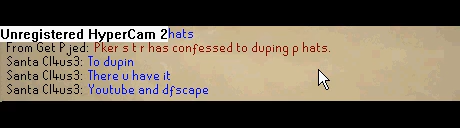 Unregistered HyperCam 2hats
From Get Pjed: Pker s t r has confessed to duping p hats.
Santa Cl4us3: To dupin
Santa Cl4us3: There u have it
Santa Cl4us3: Youtube and dfscape